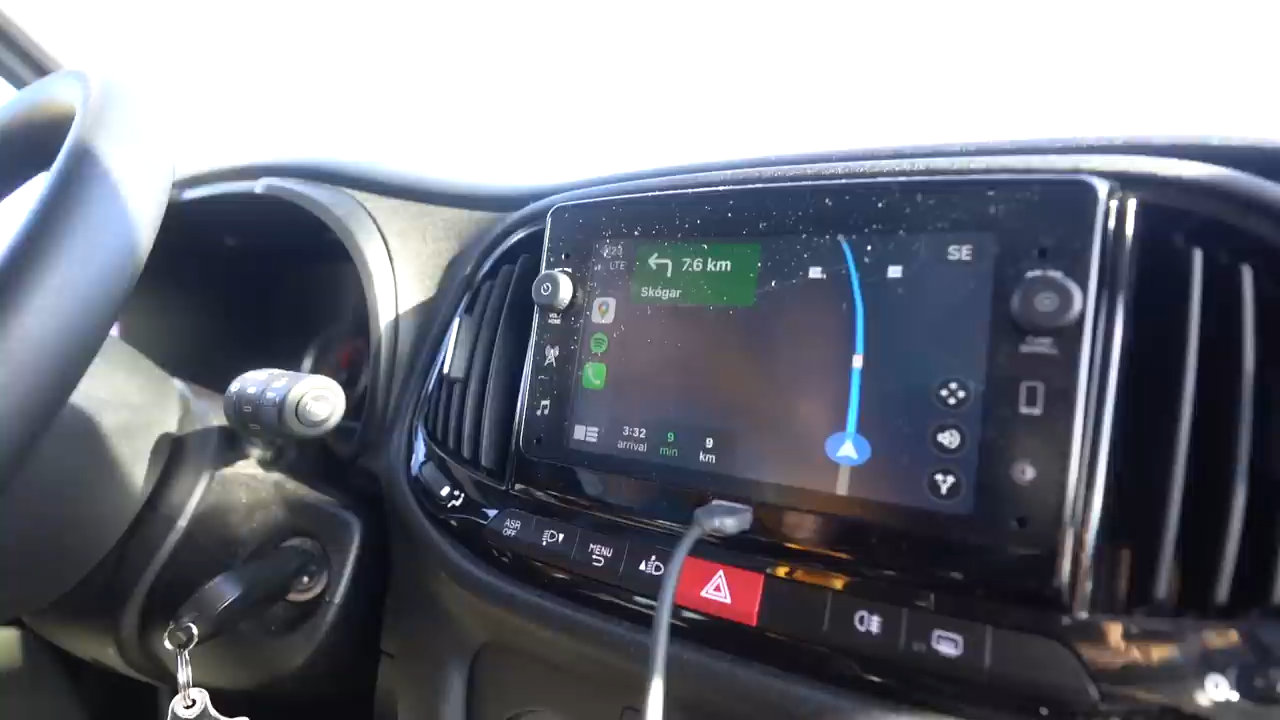 LTE
7.6 km
Skógar
SE
3:32
arrival
9
min
9
km
ASR
OFF
MENU